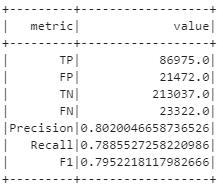 +---------+------------------+
|   metric|             value|
+---------+------------------+
|       TP|           86975.0|
|       FP|           21472.0|
|       TN|          213037.0|
|       FN|           23322.0|
|Precision|0.8020046658736526|
|   Recall|0.7885527258220986|
|       F1|0.7952218117982666|
+---------+------------------+